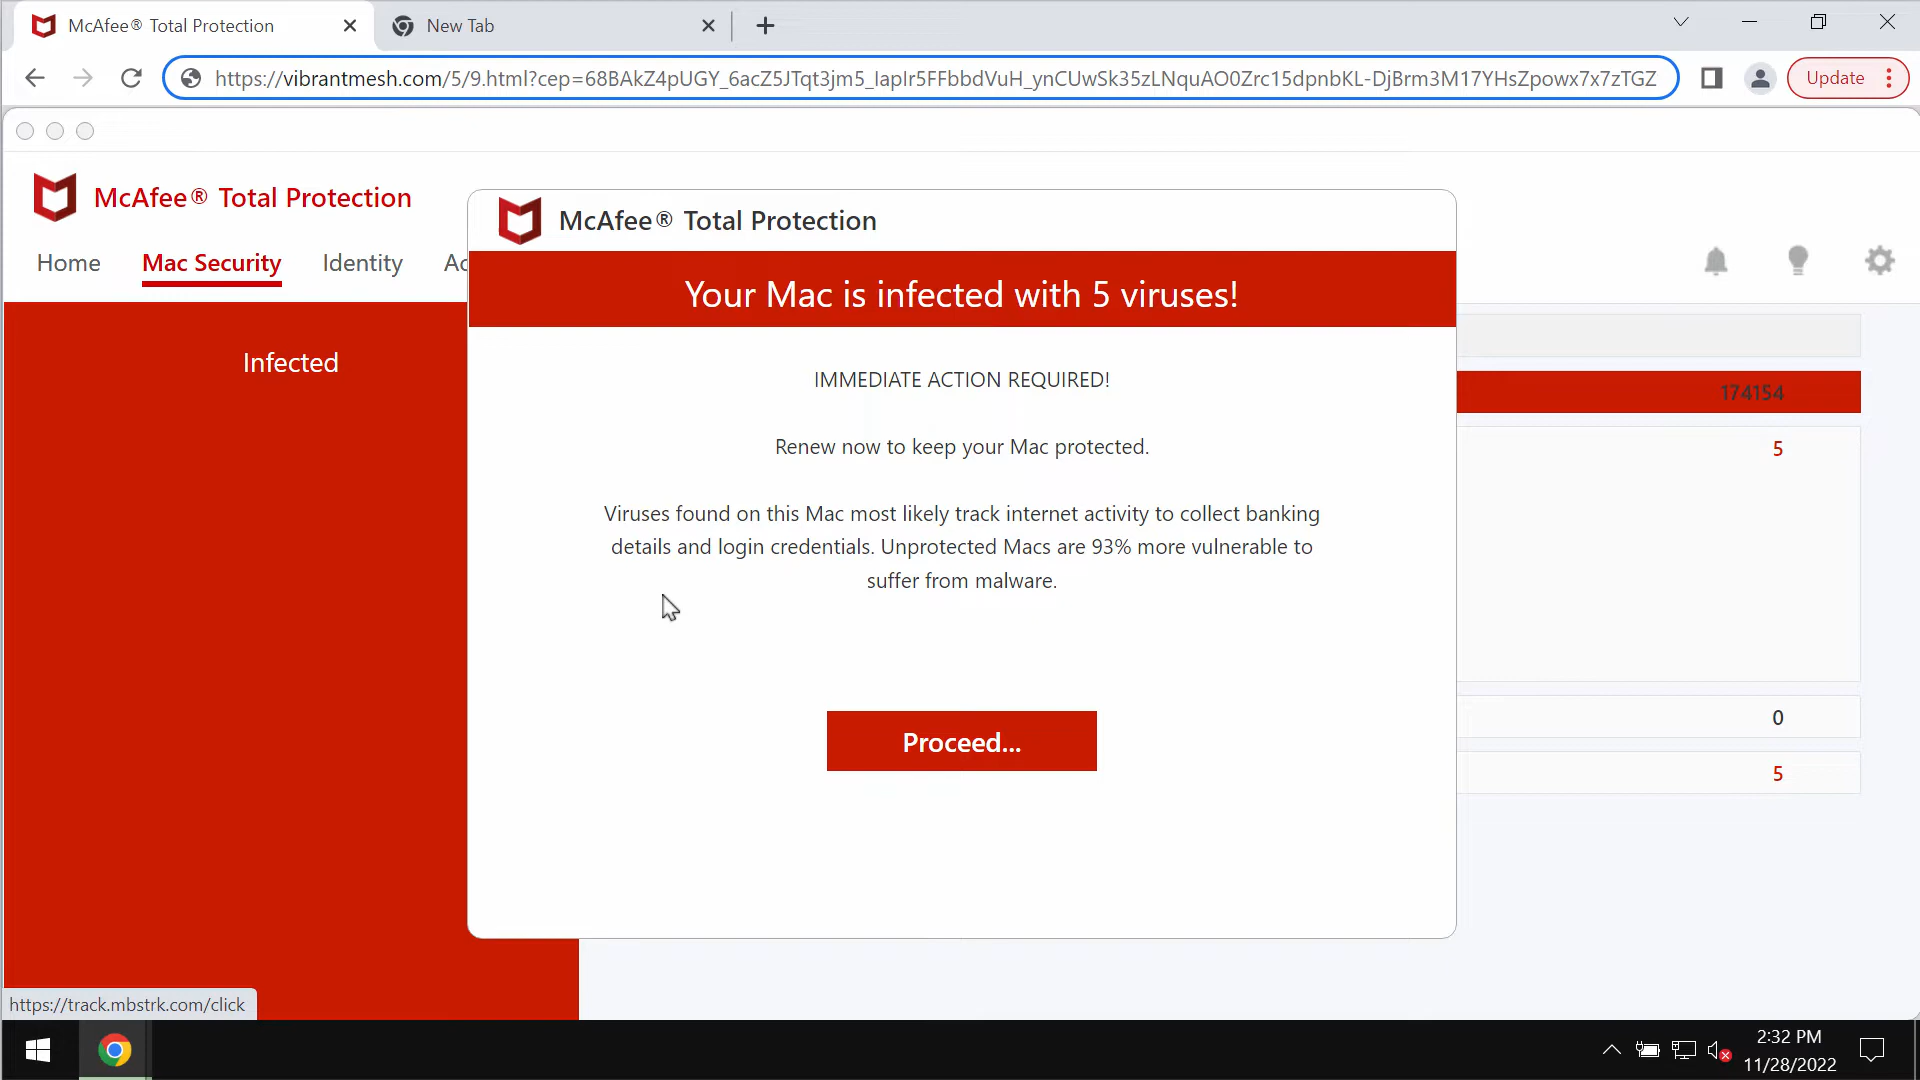 McAfee® Total Protection
New Tab
https://vibrantmesh.com/5/9.html?cep=68BAkZ4pUGY_6acZ5JTqt3jm5_IapIr5FFbbdVuH_ynCUwSk35zLNquAO0Zrc15dpnbKL-DjBrm3M17YHsZpowx7x7zTGZ
Update
McAfee® Total Protection
McAfee® Total Protection
Home
Mac Security
Identity
Your Mac is infected with 5 viruses!
Infected
IMMEDIATE ACTION REQUIRED!
174154
Renew now to keep your Mac protected.
5
Viruses found on this Mac most likely track internet activity to collect banking
details and login credentials. Unprotected Macs are 93% more vulnerable to
suffer from malware.
0
Proceed...
5
https://track.mbstrk.com/click
2:32 PM
11/28/2022